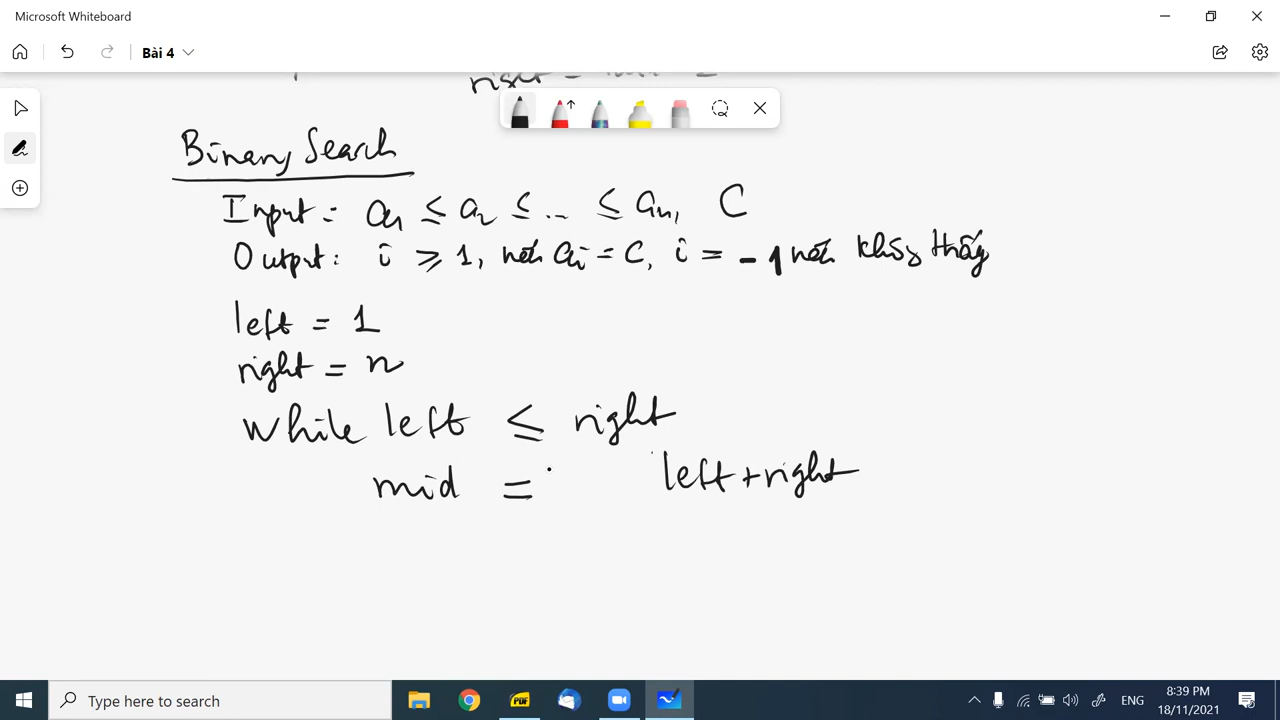 Microsoft Whiteboard
Bài 4
right =
Binary Search
Input: a1 ≤ a2 ≤ ... ≤ an, C
Output: i ≥ 1, nếu ai = C, i = -1 nếu không thấy
left = 1
right = n
while left ≤ right
mid = left+right
Type here to search
PDF
ENG
8:39 PM
18/11/2021